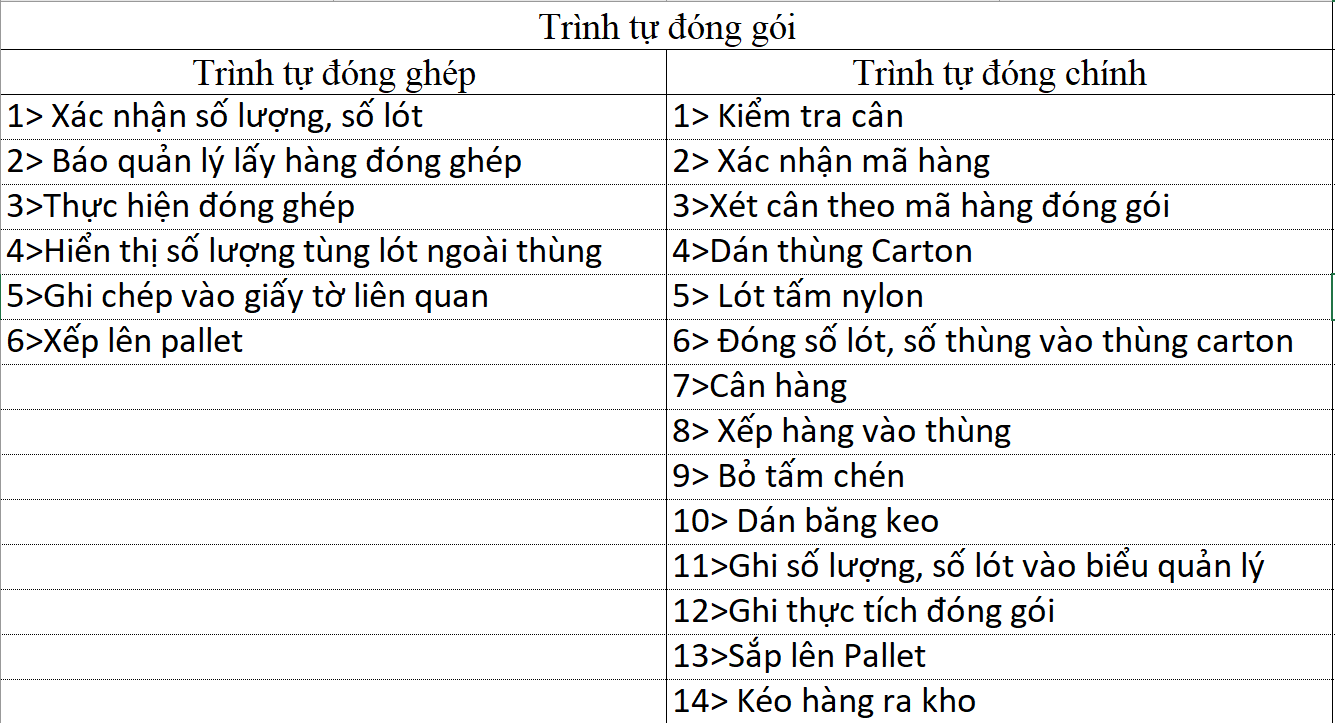 Trình tự đóng gói
Trình tự đóng ghép
Trình tự đóng chính
1> Xác nhận số lượng, số lót
1> Kiểm tra cân
2> Báo quản lý lấy hàng đóng ghép
2> Xác nhận mã hàng
3>Thực hiện đóng ghép
3>Xét cân theo mã hàng đóng gói
4>Hiển thị số lượng tùng lót ngoài thùng
4>Dán thùng Carton
5>Ghi chép vào giấy tờ liên quan
5> Lót tấm nylon
6>Xếp lên pallet
6> Đóng số lót, số thùng vào thùng carton
7>Cân hàng
8> Xếp hàng vào thùng
9> Bỏ tấm chén
10> Dán băng keo
11>Ghi số lượng, số lót vào biểu quản lý
12>Ghi thực tích đóng gói
13>Sắp lên Pallet
14> Kéo hàng ra kho